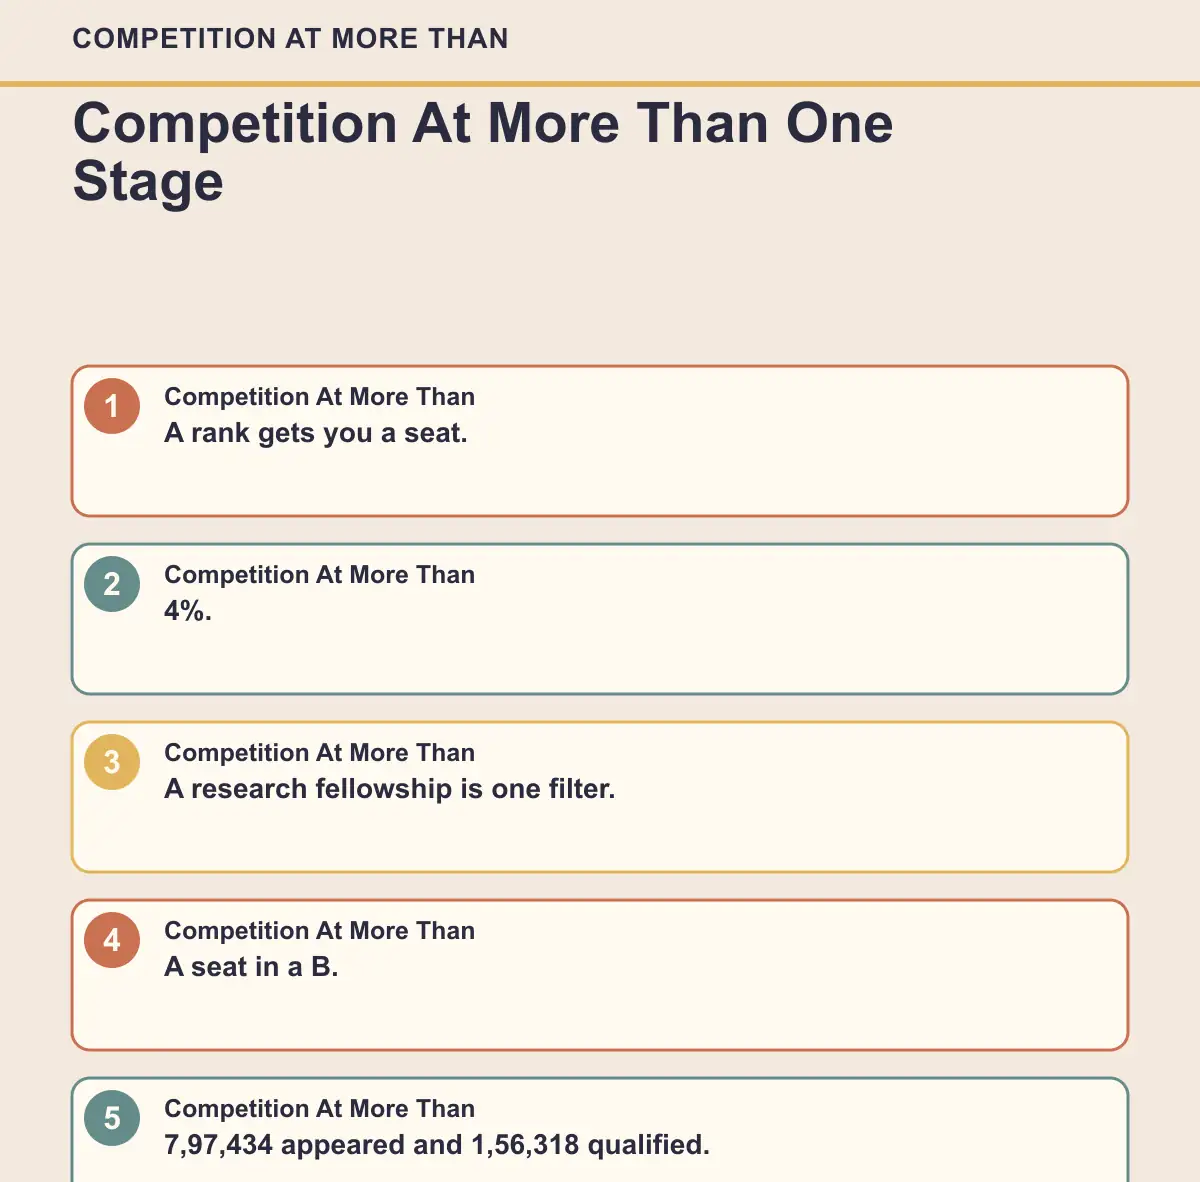 COMPETITION AT MORE THAN
Competition At More Than One
Stage
1
Competition At More Than
A rank gets you a seat.
2
Competition At More Than
4%.
3
Competition At More Than
A research fellowship is one filter.
4
Competition At More Than
A seat in a B.
5
Competition At More Than
7,97,434 appeared and 1,56,318 qualified.